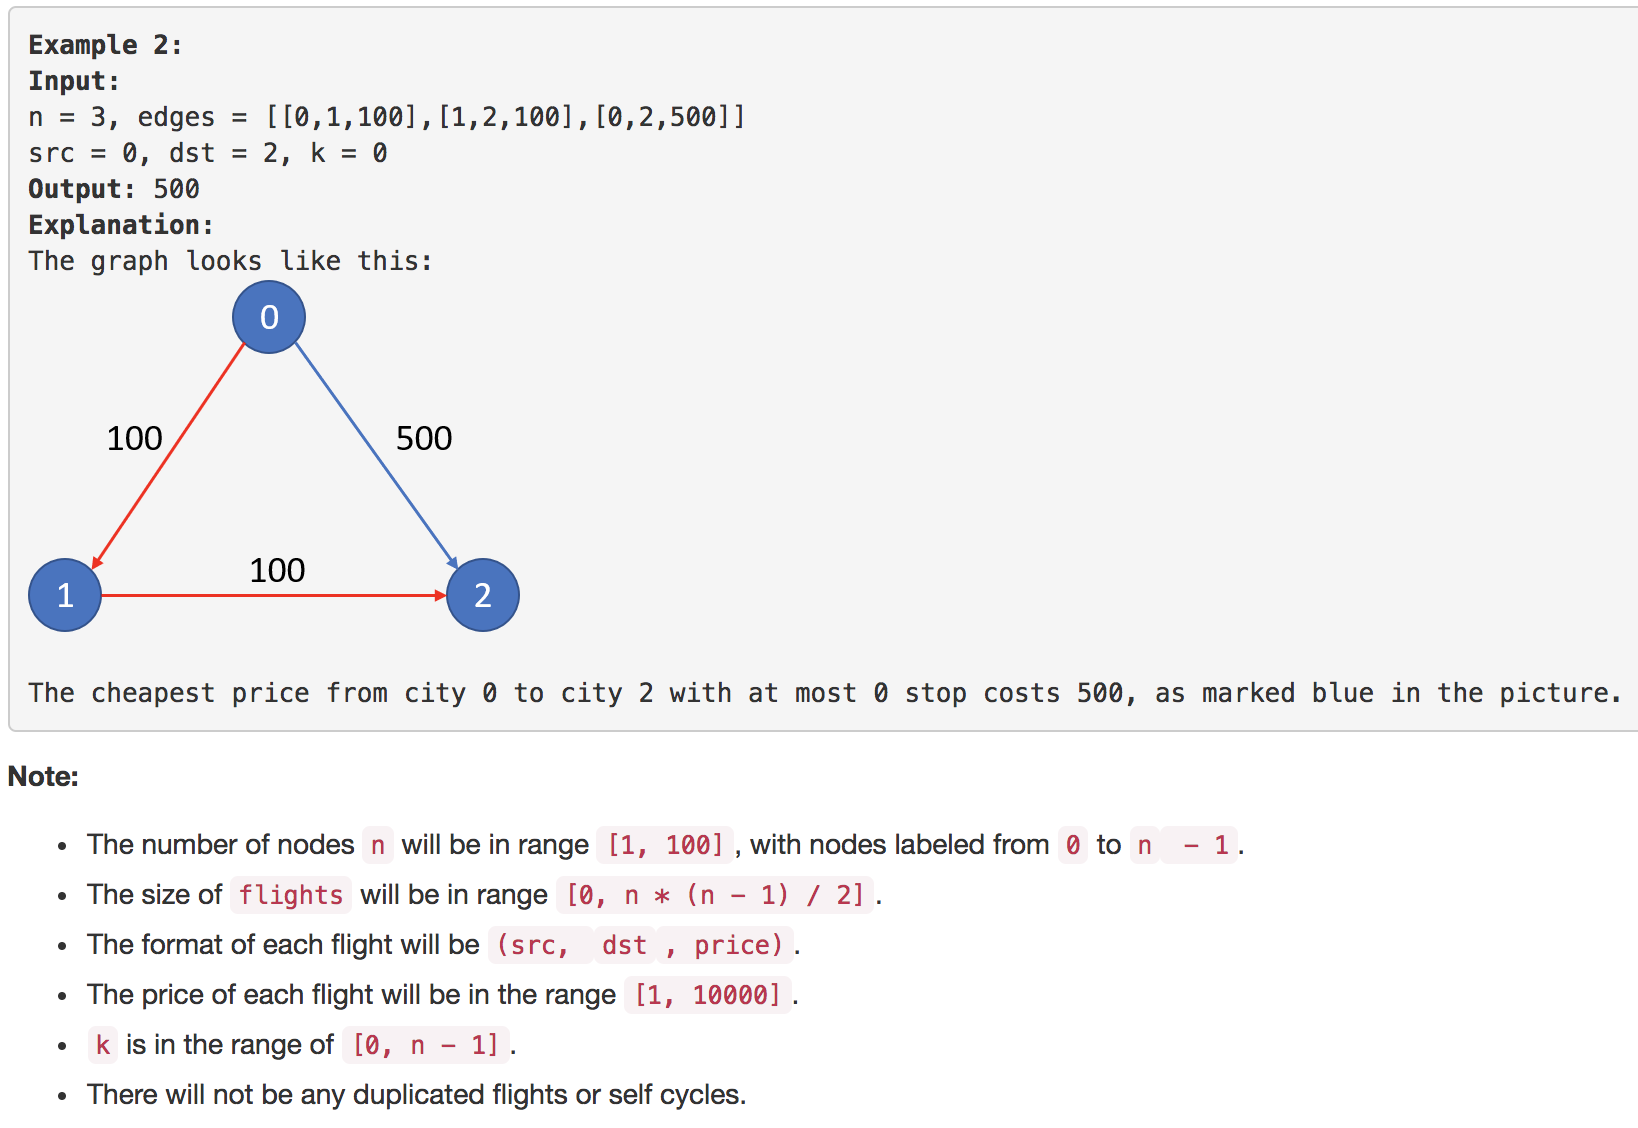 Example 2:
Input:
n = 3, edges = [[0,1,100],[1,2,100],[0,2,500]]
src = 0, dst = 2, k = 0
Output: 500
Explanation:
The graph looks like this:
0
100
500
100
1
2
The cheapest price from city 0 to city 2 with at most 0 stop costs 500, as marked blue in the picture.
Note:
• The number of nodes n will be in range [1, 100] , with nodes labeled from 0 to n - 1.
• The size of flights will be in range [0, n * (n - 1) / 2].
• The format of each flight will be (src, dst , price).
• The price of each flight will be in the range [1, 10000].
• k is in the range of [0, n - 1].
• There will not be any duplicated flights or self cycles.